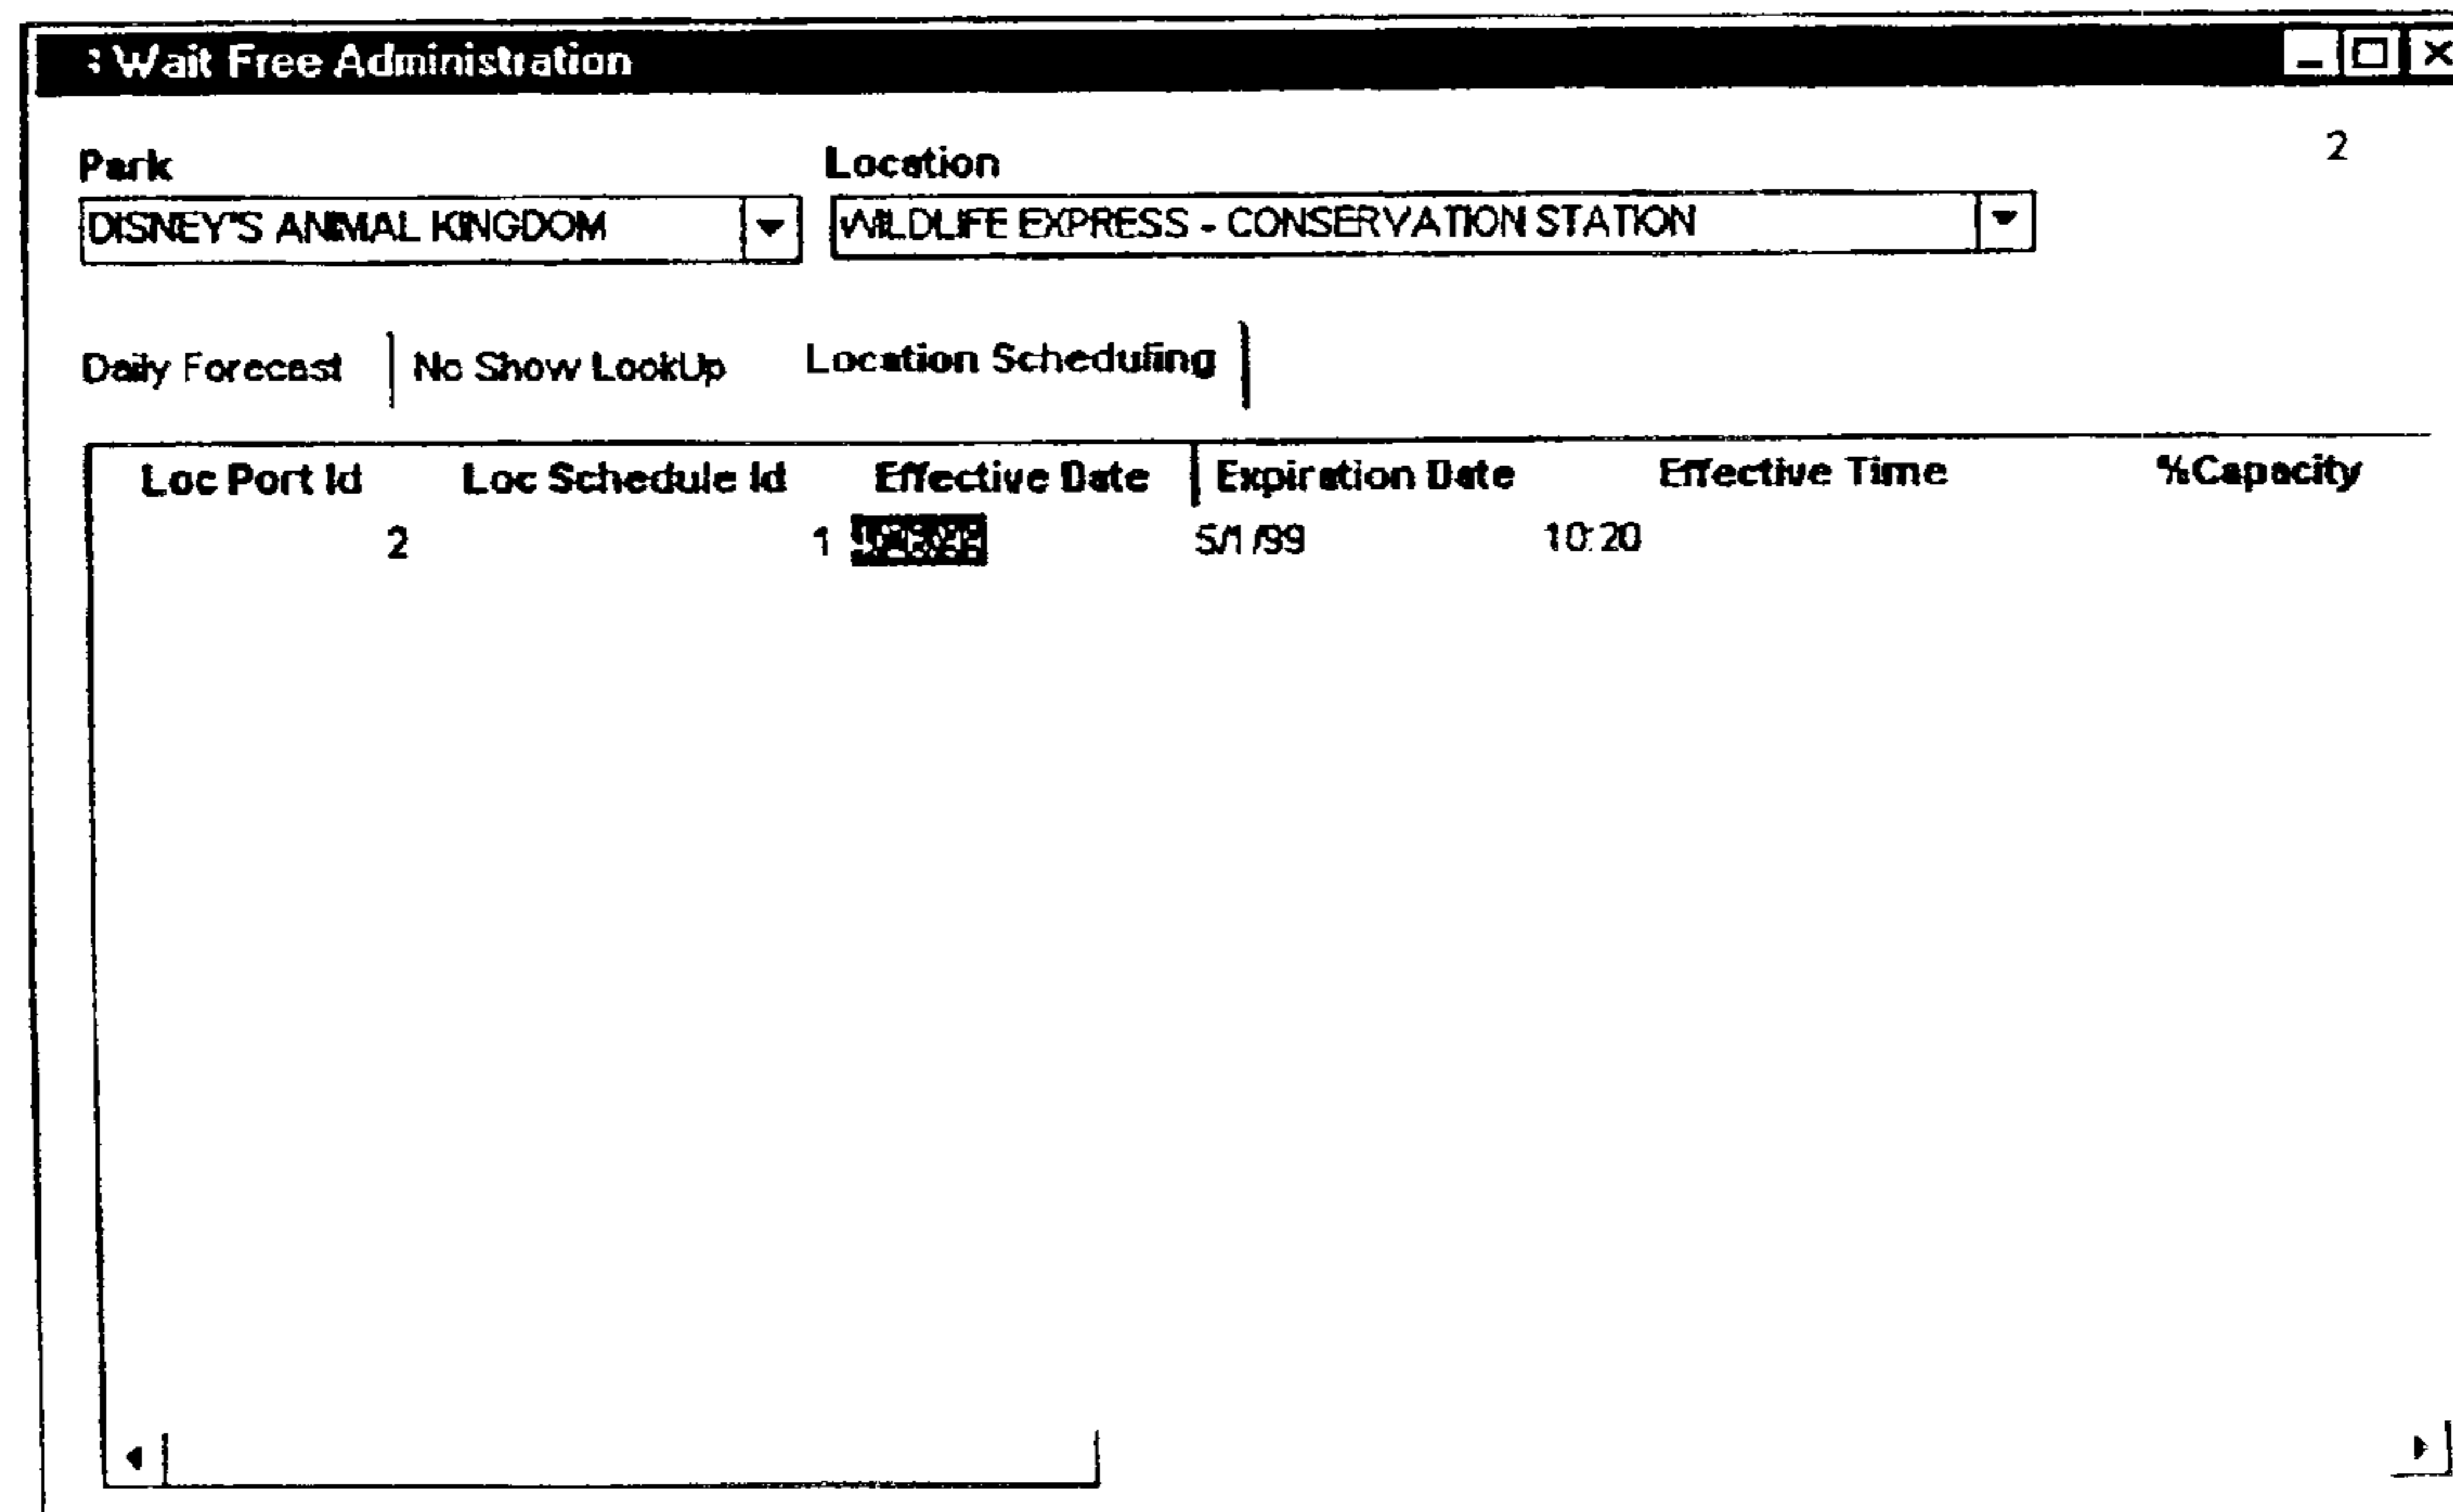 : Wait Free Administration
2
Park Location
DISNEY'S ANIMAL KINGDOM WILDLIFE EXPRESS - CONSERVATION STATION
Daily Forecast No Show LookUp Location Scheduling
Loc Port Id Loc Schedule Id Effective Date Expiration Date Effective Time %Capacity
2 1 5/1/99 10:20